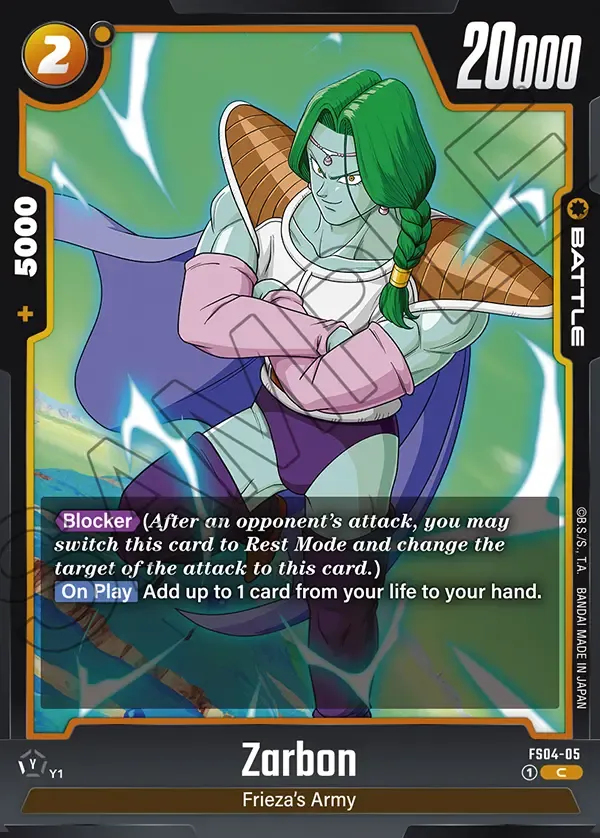 2
20000
+ 5000
BATTLE
SAMPLE
Blocker (After an opponent's attack, you may
switch this card to Rest Mode and change the
target of the attack to this card.)
On Play Add up to 1 card from your life to your hand.
©B.S./S., T.A. BANDAI MADE IN JAPAN
Y Y1
Zarbon
FS04-05
1 C
Frieza's Army